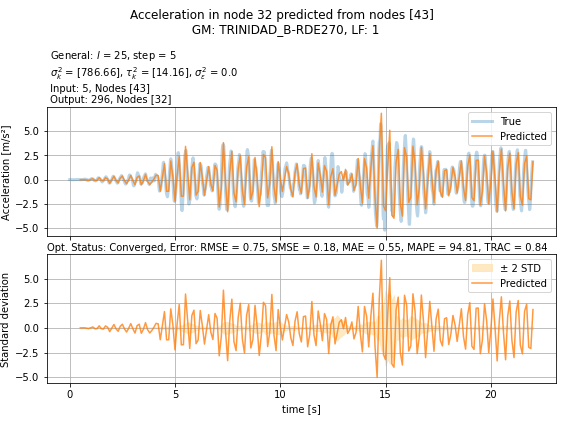 Acceleration in node 32 predicted from nodes [43]
GM: TRINIDAD_B-RDE270, LF: 1
General: l = 25, step = 5
σ²ₖ = [786.66], τ²ₖ = [14.16], σ²ε = 0.0
Input: 5, Nodes [43]
Output: 296, Nodes [32]
Acceleration [m/s²]
5.0
2.5
0.0
−2.5
−5.0
True
Predicted
Opt. Status: Converged, Error: RMSE = 0.75, SMSE = 0.18, MAE = 0.55, MAPE = 94.81, TRAC = 0.84
Standard deviation
5.0
2.5
0.0
−2.5
−5.0
± 2 STD
Predicted
0 5 10 15 20
time [s]